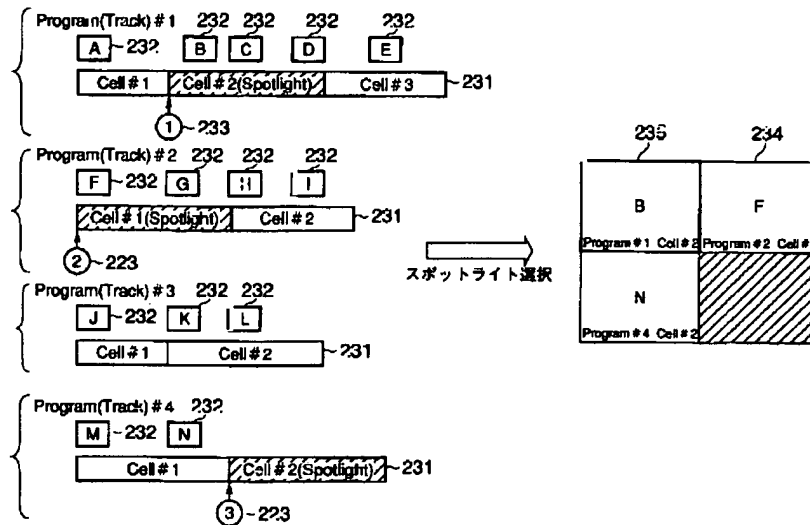 Program(Track)#1
232 232 232 232
A 232 B C D E
Cell#1 Cell#2(Spotlight) Cell#3 231
1 233
Program(Track)#2
232 232 232
F 232 G H I
Cell#1(Spotlight) Cell#2 231
2 223
Program(Track)#3
232 232
J 232 K L
Cell#1 Cell#2 231
Program(Track)#4
232
M 232 N
Cell#1 Cell#2(Spotlight) 231
3 223
スポットライト選択
235 234
B F
Program#1 Cell#2 Program#2 Cell#
N
Program#4 Cell#2